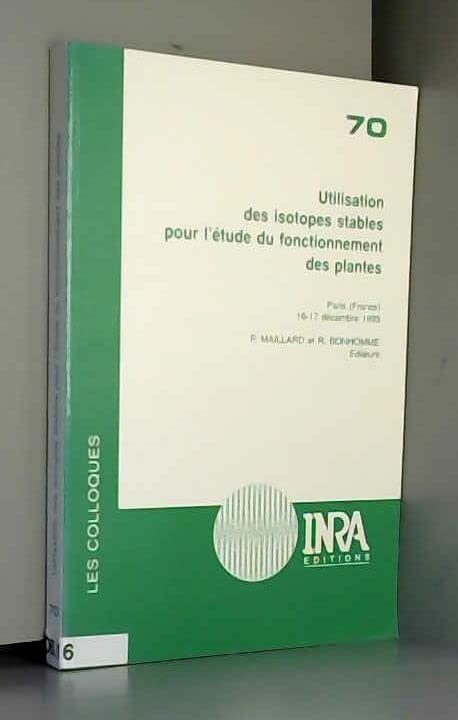 70
Utilisation
des isotopes stables
pour l'étude du fonctionnement
des plantes
Paris (France)
16-17 décembre 1993
P. MAILLARD et R. BONHOMME
Editeurs
LES COLLOQUES
INRA
EDITIONS
70
6